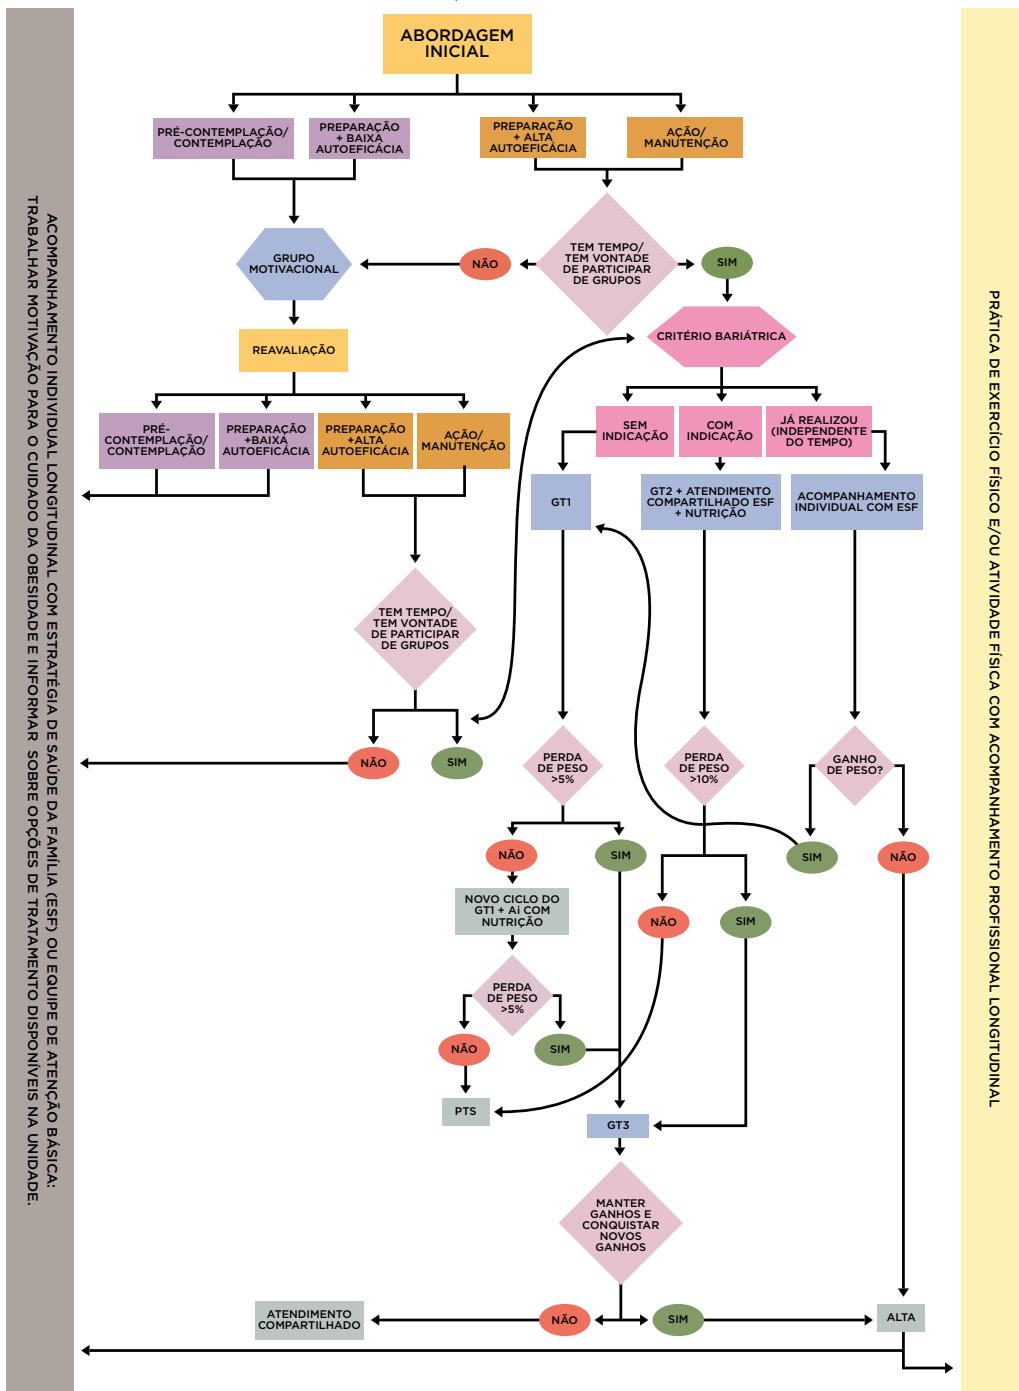 ABORDAGEM
INICIAL
PRÉ-CONTEMPLAÇÃO/
CONTEMPLAÇÃO
PREPARAÇÃO
+ BAIXA
AUTOEFICÁCIA
PREPARAÇÃO
+ ALTA
AUTOEFICÁCIA
AÇÃO/
MANUTENÇÃO
GRUPO
MOTIVACIONAL
NÃO
TEM TEMPO/
TEM VONTADE
DE PARTICIPAR
DE GRUPOS
SIM
REAVALIAÇÃO
CRITÉRIO BARIÁTRICA
PRÉ-
CONTEMPLAÇÃO/
CONTEMPLAÇÃO
PREPARAÇÃO
+BAIXA
AUTOEFICÁCIA
PREPARAÇÃO
+ALTA
AUTOEFICÁCIA
AÇÃO/
MANUTENÇÃO
SEM
INDICAÇÃO
COM
INDICAÇÃO
JÁ REALIZOU
(INDEPENDENTE
DO TEMPO)
GT1
GT2 + ATENDIMENTO
COMPARTILHADO ESF
+ NUTRIÇÃO
ACOMPANHAMENTO
INDIVIDUAL COM ESF
TEM TEMPO/
TEM VONTADE
DE PARTICIPAR
DE GRUPOS
NÃO
SIM
PERDA
DE PESO
>5%
PERDA
DE PESO
>10%
GANHO
DE PESO?
NÃO
SIM
SIM
NÃO
NOVO CICLO DO
GT1 + Ai COM
NUTRIÇÃO
NÃO
SIM
PERDA
DE PESO
>5%
NÃO
SIM
PTS
GT3
MANTER
GANHOS E
CONQUISTAR
NOVOS
GANHOS
ATENDIMENTO
COMPARTILHADO
NÃO
SIM
ALTA
ACOMPANHAMENTO INDIVIDUAL LONGITUDINAL COM ESTRATÉGIA DE SAÚDE DA FAMÍLIA (ESF) OU EQUIPE DE ATENÇÃO BÁSICA:
TRABALHAR MOTIVAÇÃO PARA O CUIDADO DA OBESIDADE E INFORMAR SOBRE OPÇÕES DE TRATAMENTO DISPONÍVEIS NA UNIDADE.
PRÁTICA DE EXERCÍCIO FÍSICO E/OU ATIVIDADE FÍSICA COM ACOMPANHAMENTO PROFISSIONAL LONGITUDINAL